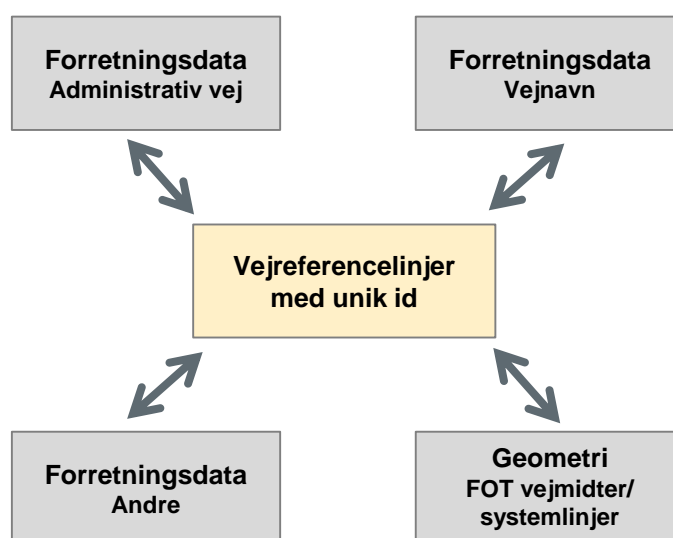 Forretningsdata
Administrativ vej
Forretningsdata
Vejnavn
Vejreferencelinjer
med unik id
Forretningsdata
Andre
Geometri
FOT vejmidter/
systemlinjer